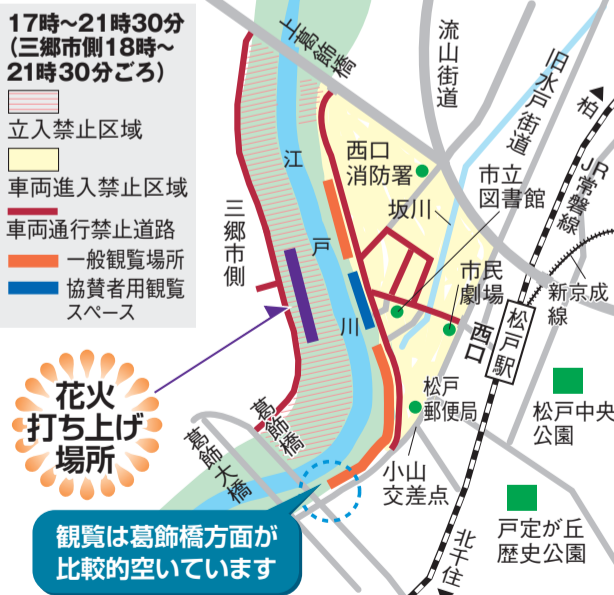 17時~21時30分
(三郷市側18時~
21時30分ごろ)
立入禁止区域
車両進入禁止区域
車両通行禁止道路
一般観覧場所
協賛者用観覧
スペース
上葛飾橋
流山街道
旧水戸街道
柏
JR常磐線
西口
消防署
市立
図書館
坂川
江戸川
三郷市側
市民
劇場
新京成
線
西口
松戸駅
花火
打ち上げ
場所
葛飾橋
葛飾大橋
松戸
郵便局
松戸中央
公園
小山
交差点
戸定が丘
歴史公園
北千住
観覧は葛飾橋方面が
比較的空いています